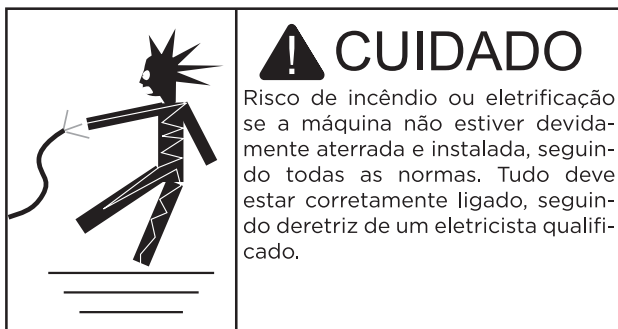 CUIDADO
Risco de incêndio ou eletrificação
se a máquina não estiver devida-
mente aterrada e instalada, seguin-
do todas as normas. Tudo deve
estar corretamente ligado, seguin-
do deretriz de um eletricista qualifi-
cado.